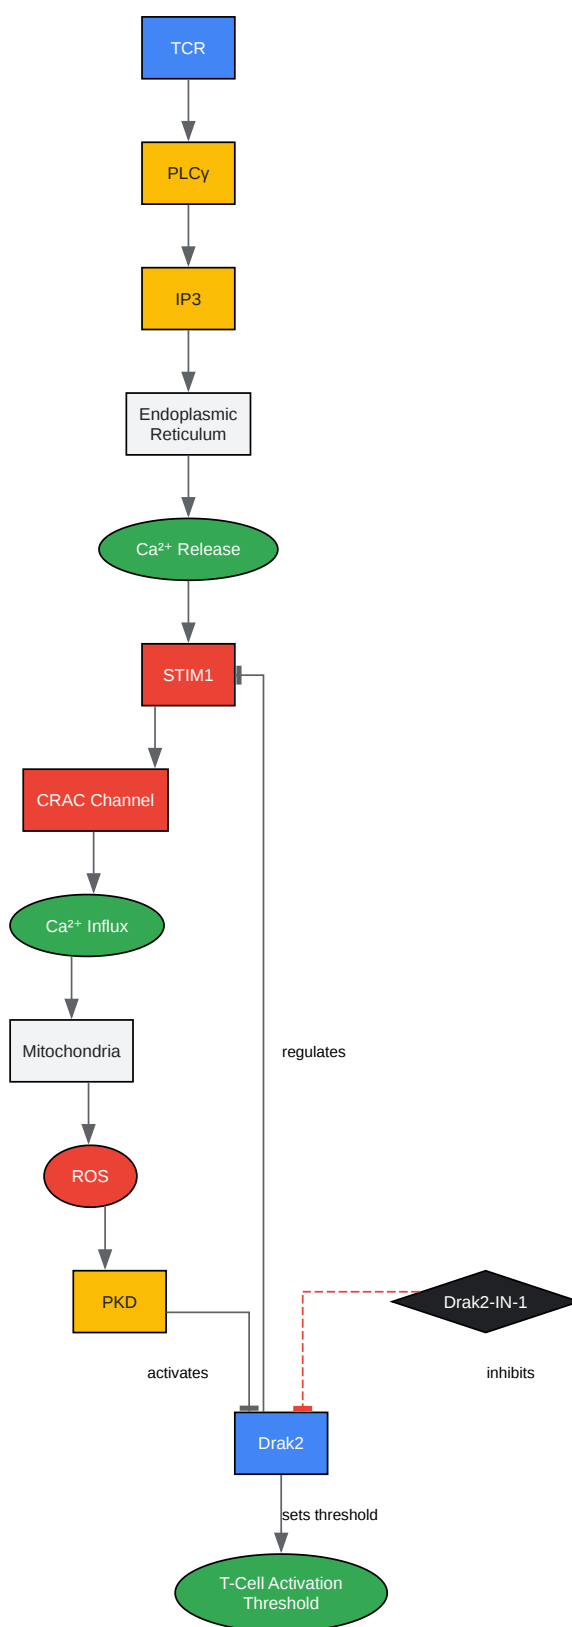 TCR
PLCγ
IP3
Endoplasmic
Reticulum
Ca²⁺ Release
STIM1
CRAC Channel
Ca²⁺ Influx
Mitochondria
regulates
ROS
PKD
Drak2-IN-1
activates
inhibits
Drak2
sets threshold
T-Cell Activation
Threshold